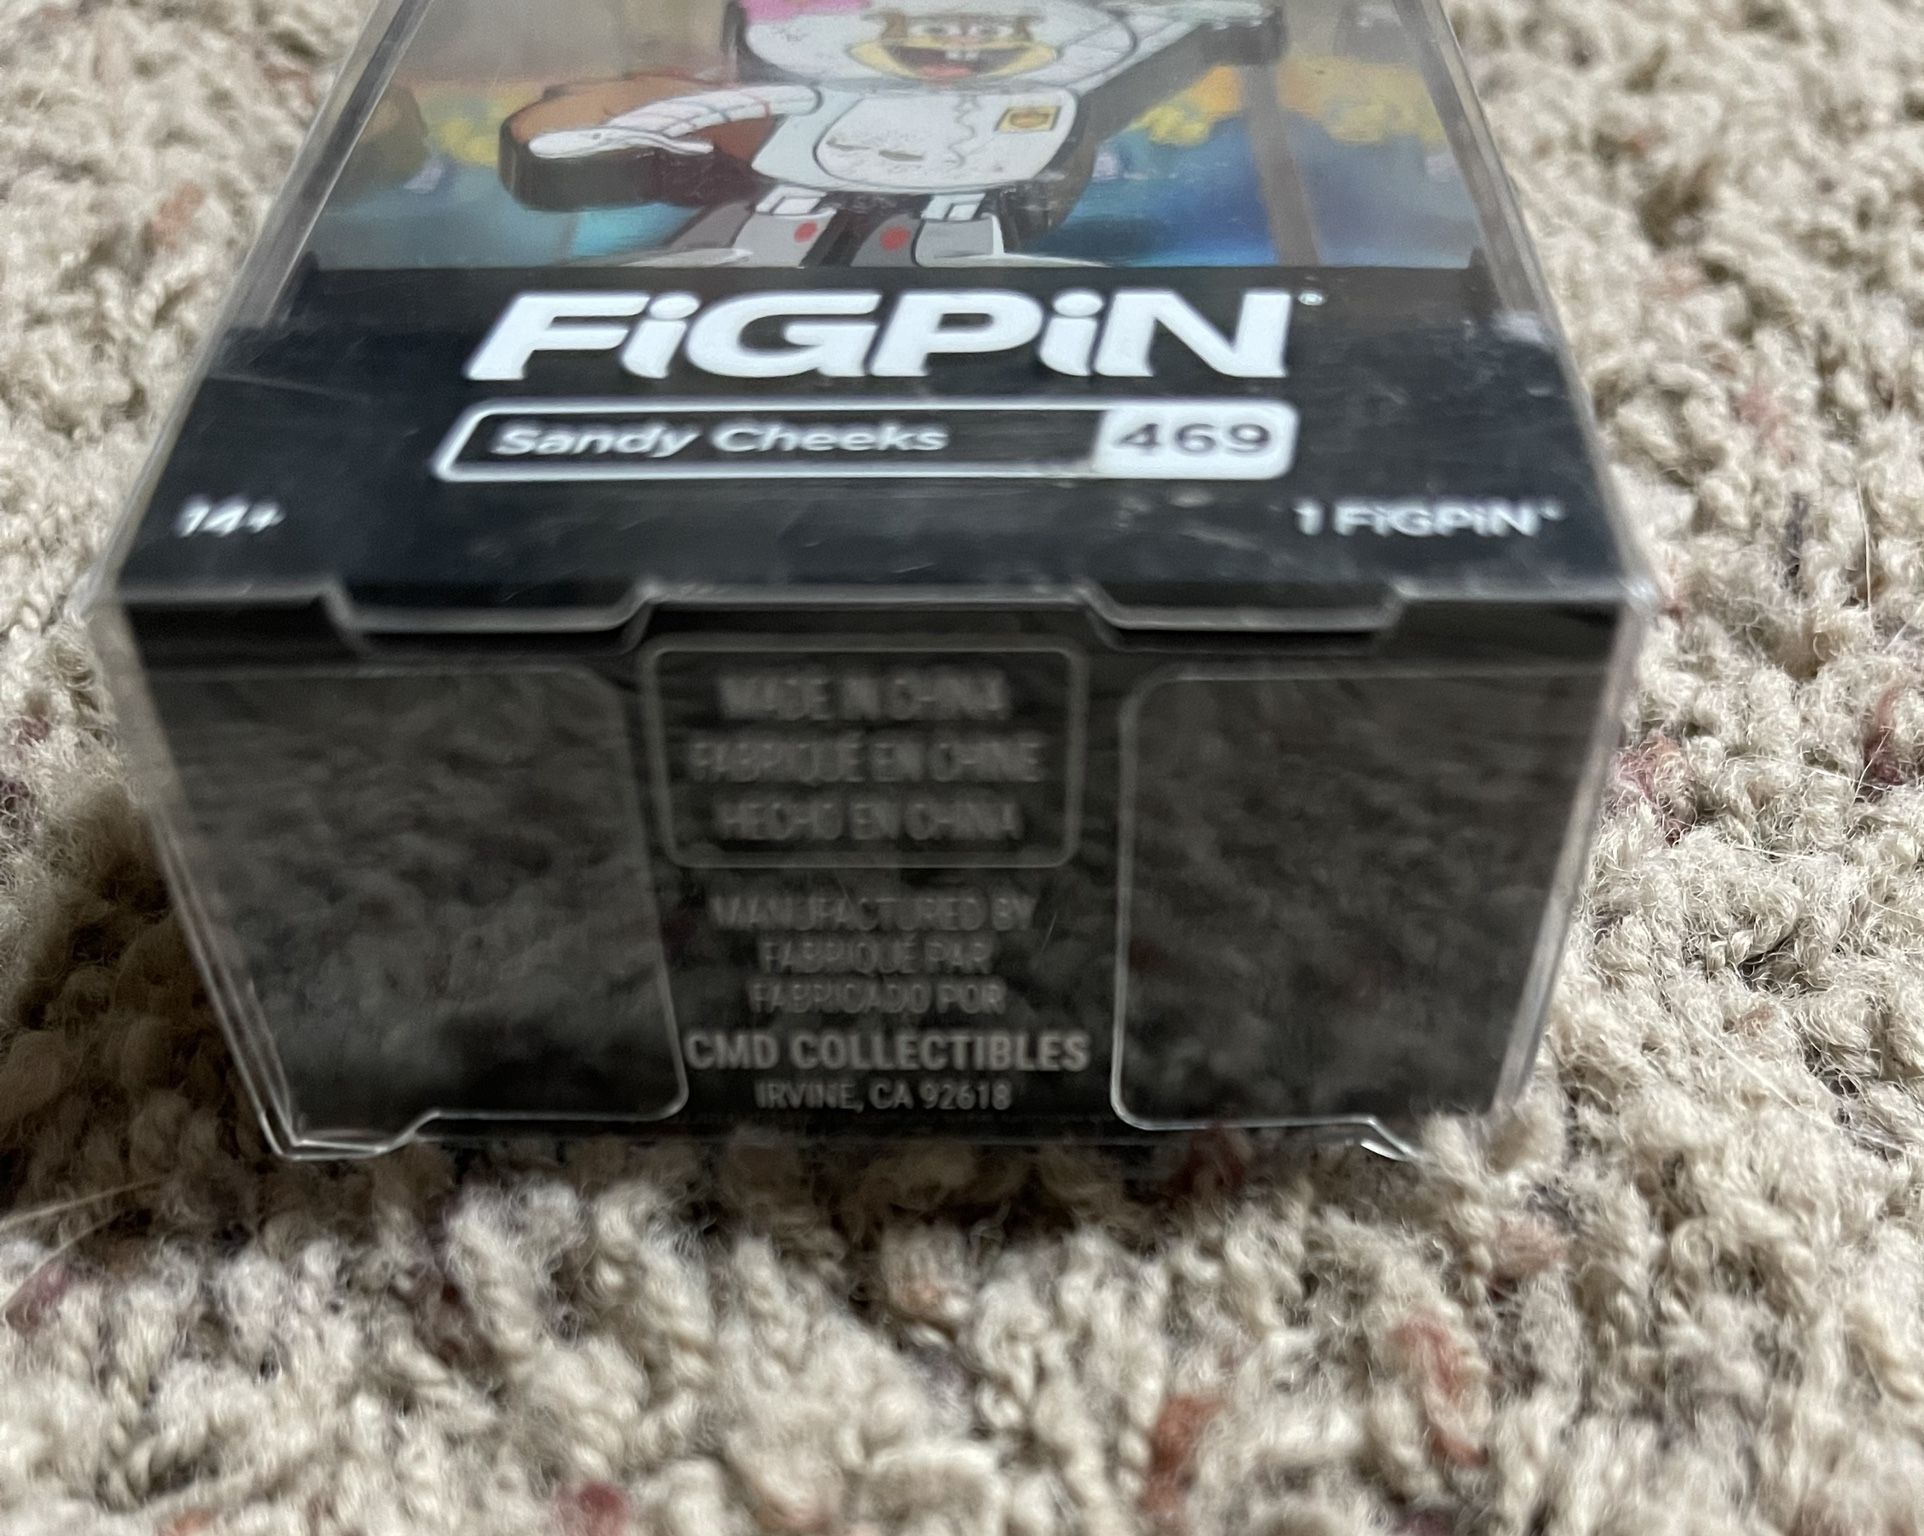 FiGPiN®
Sandy Cheeks 469
14+
1 FiGPiN®
MADE IN CHINA
FABRIQUÉ EN CHINE
HECHO EN CHINA
MANUFACTURED BY
FABRIQUÉ PAR
FABRICADO POR
CMD COLLECTIBLES
IRVINE, CA 92618